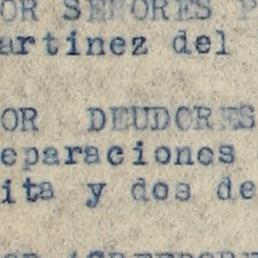 OR SEÑORES P
artinez del
OR DEUDORES
eparaciones
ita y dos de